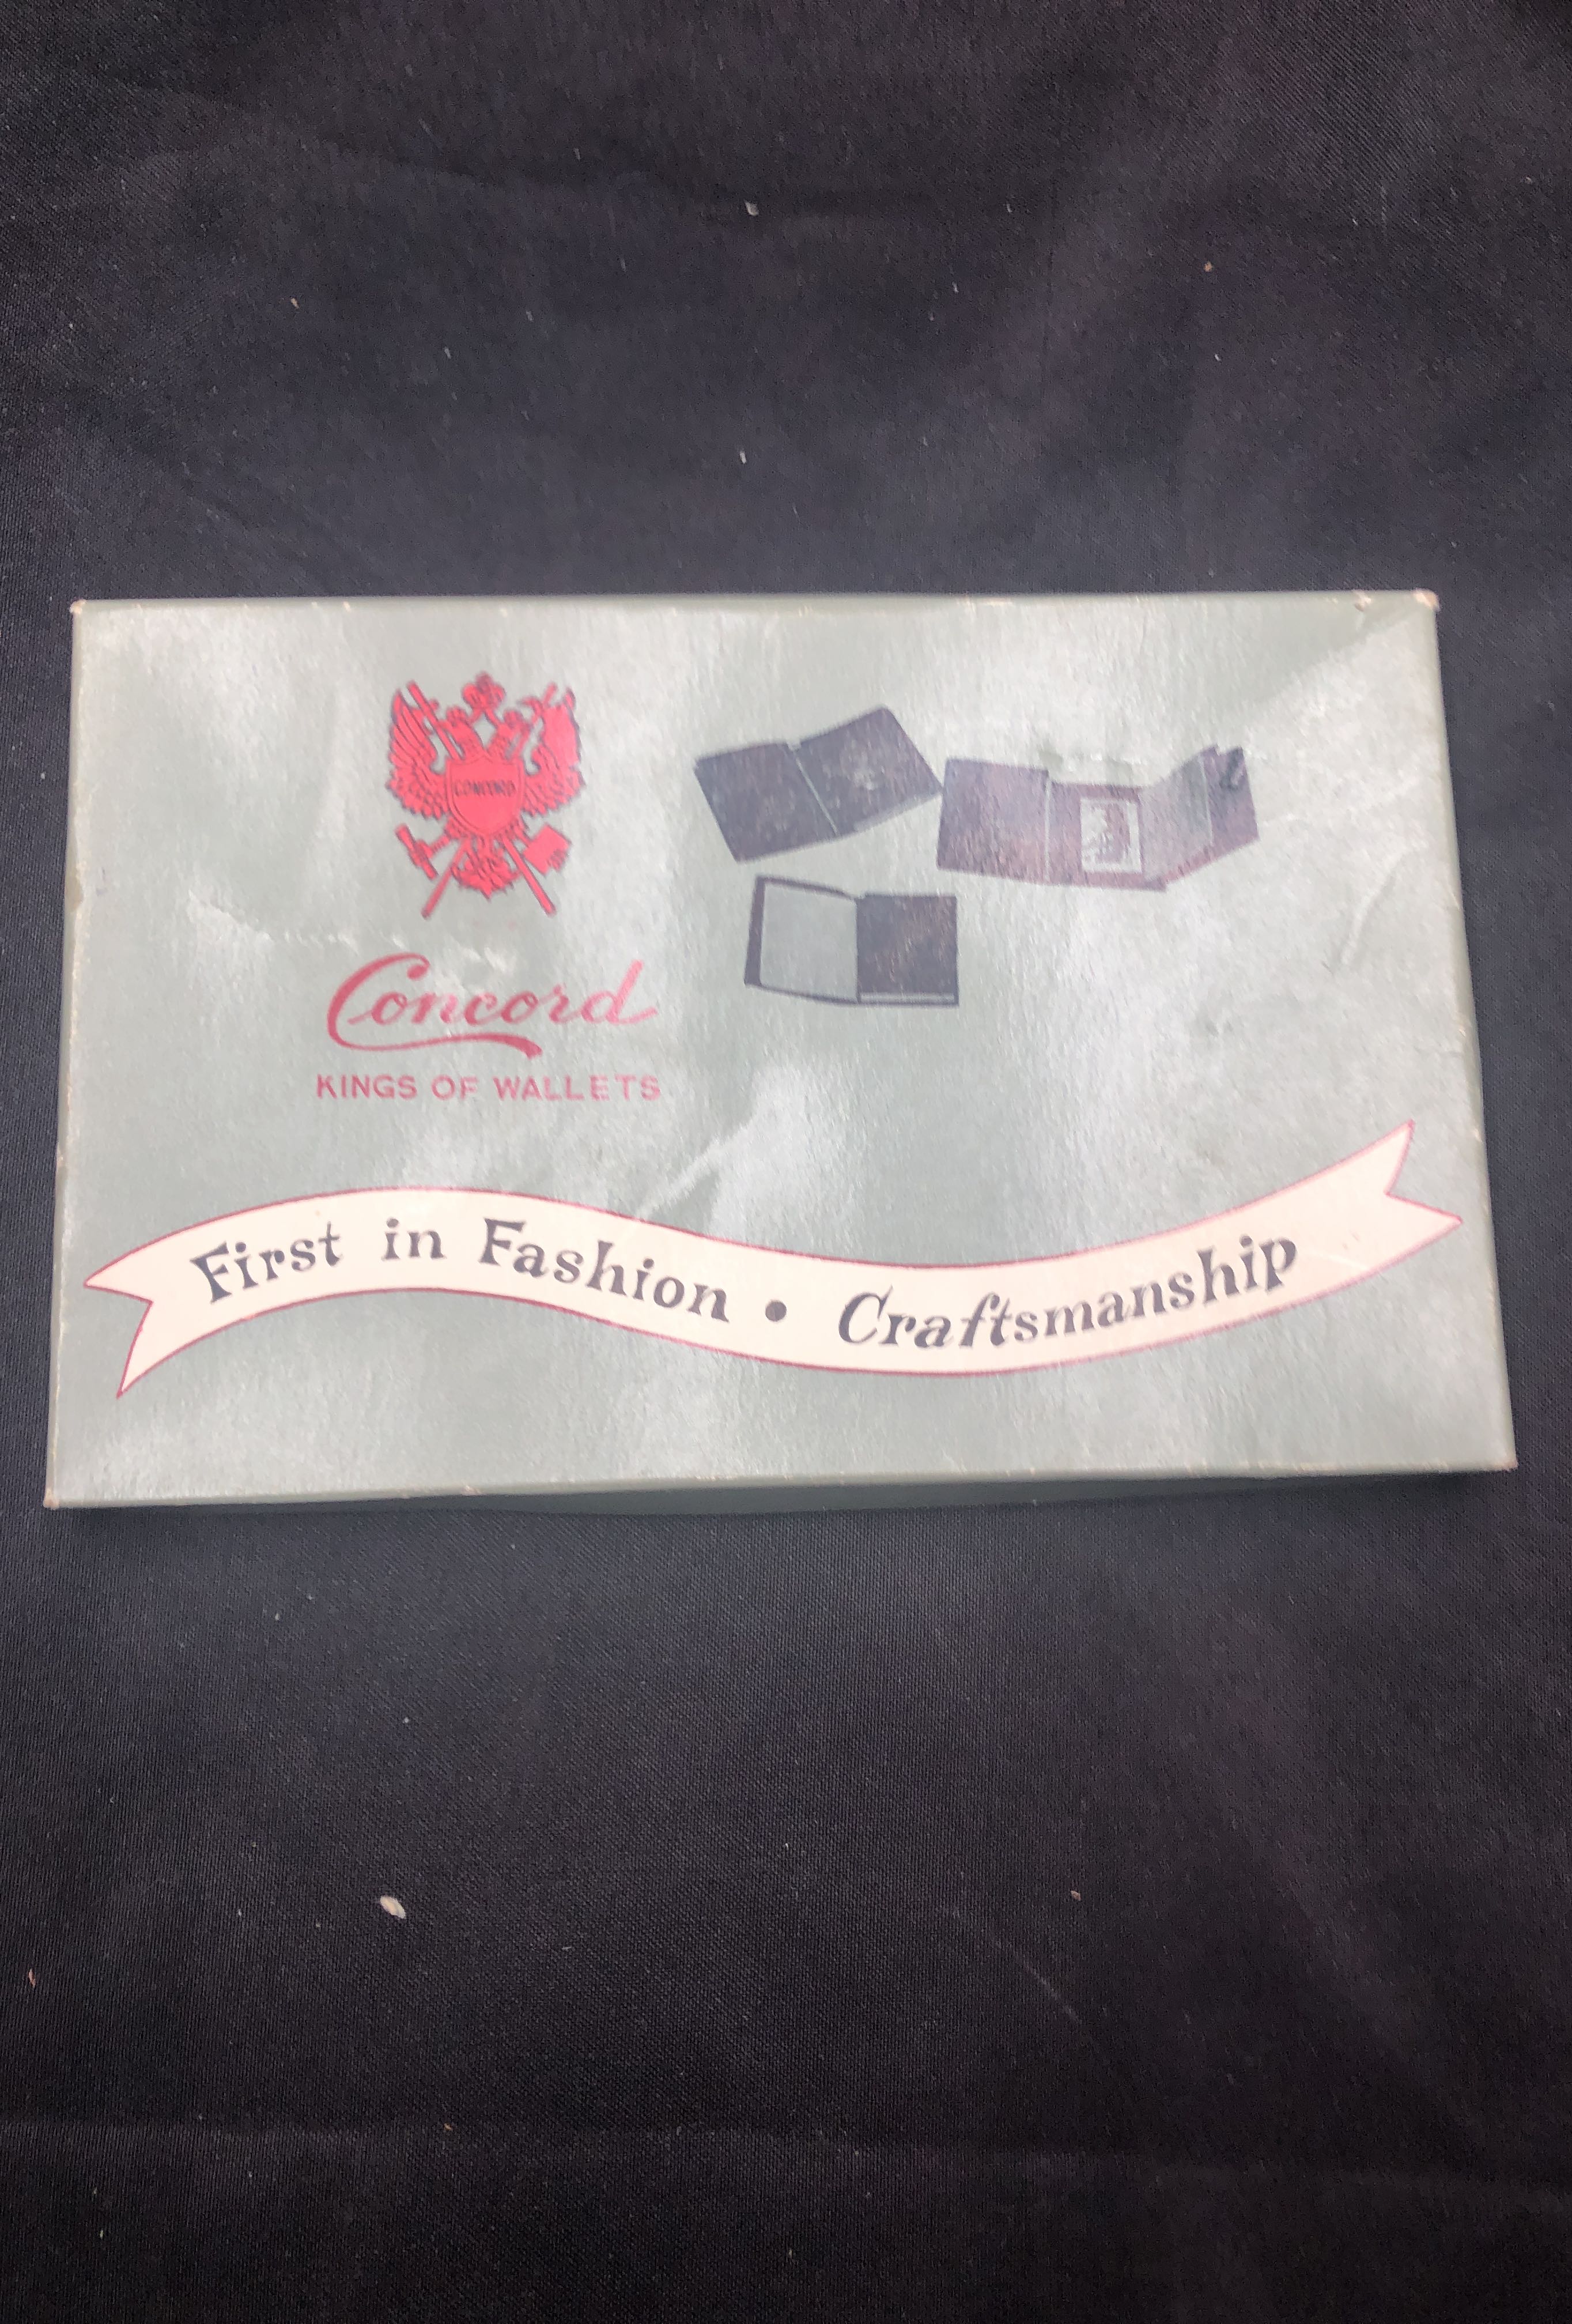 CONCORD
Concord
KINGS OF WALLETS
First in Fashion • Craftsmanship